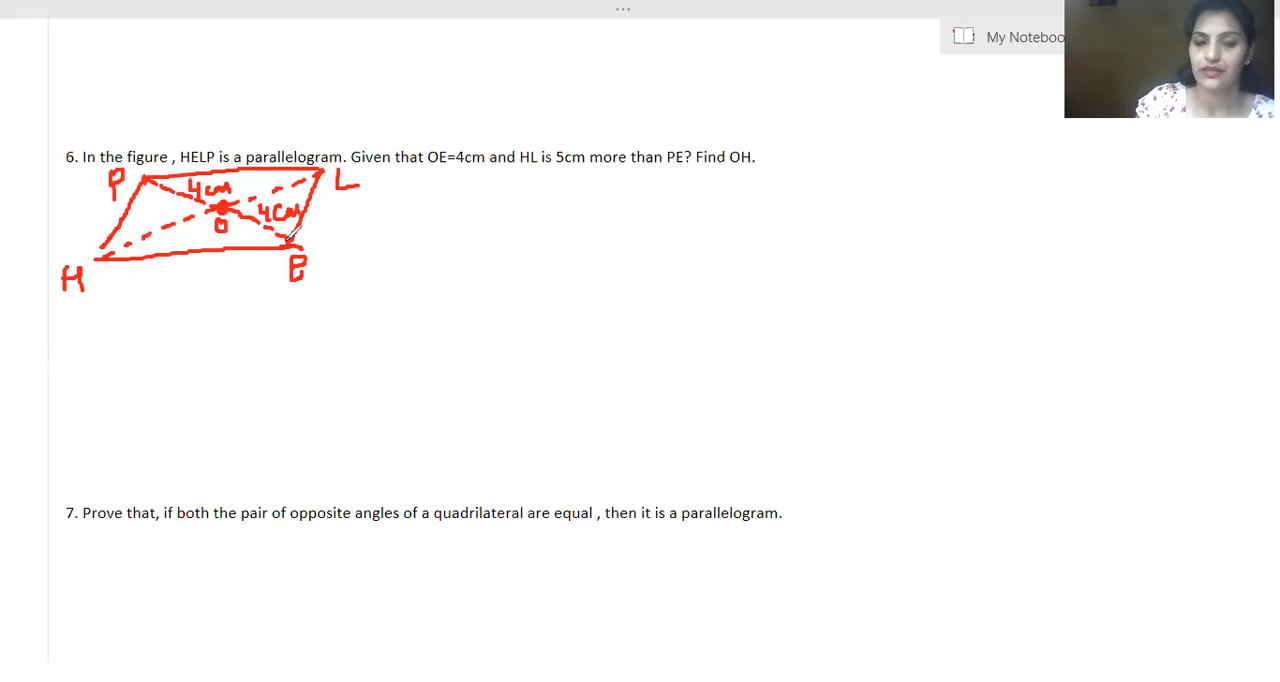 ...
My Noteboo
6. In the figure , HELP is a parallelogram. Given that OE=4cm and HL is 5cm more than PE? Find OH.
P
L
4cm
4cm
O
H
E
7. Prove that, if both the pair of opposite angles of a quadrilateral are equal , then it is a parallelogram.